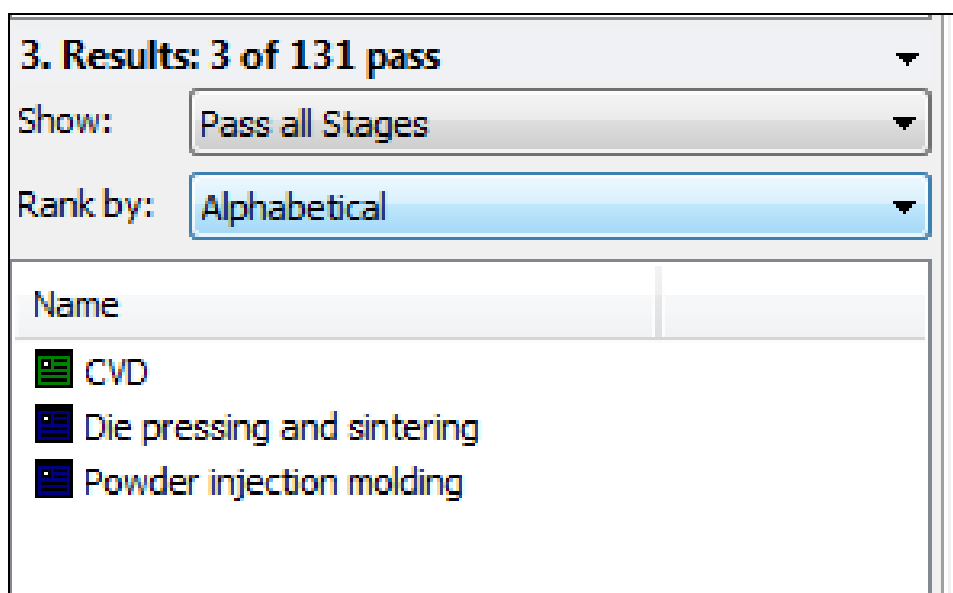 3. Results: 3 of 131 pass
Show: Pass all Stages
Rank by: Alphabetical
Name
CVD
Die pressing and sintering
Powder injection molding